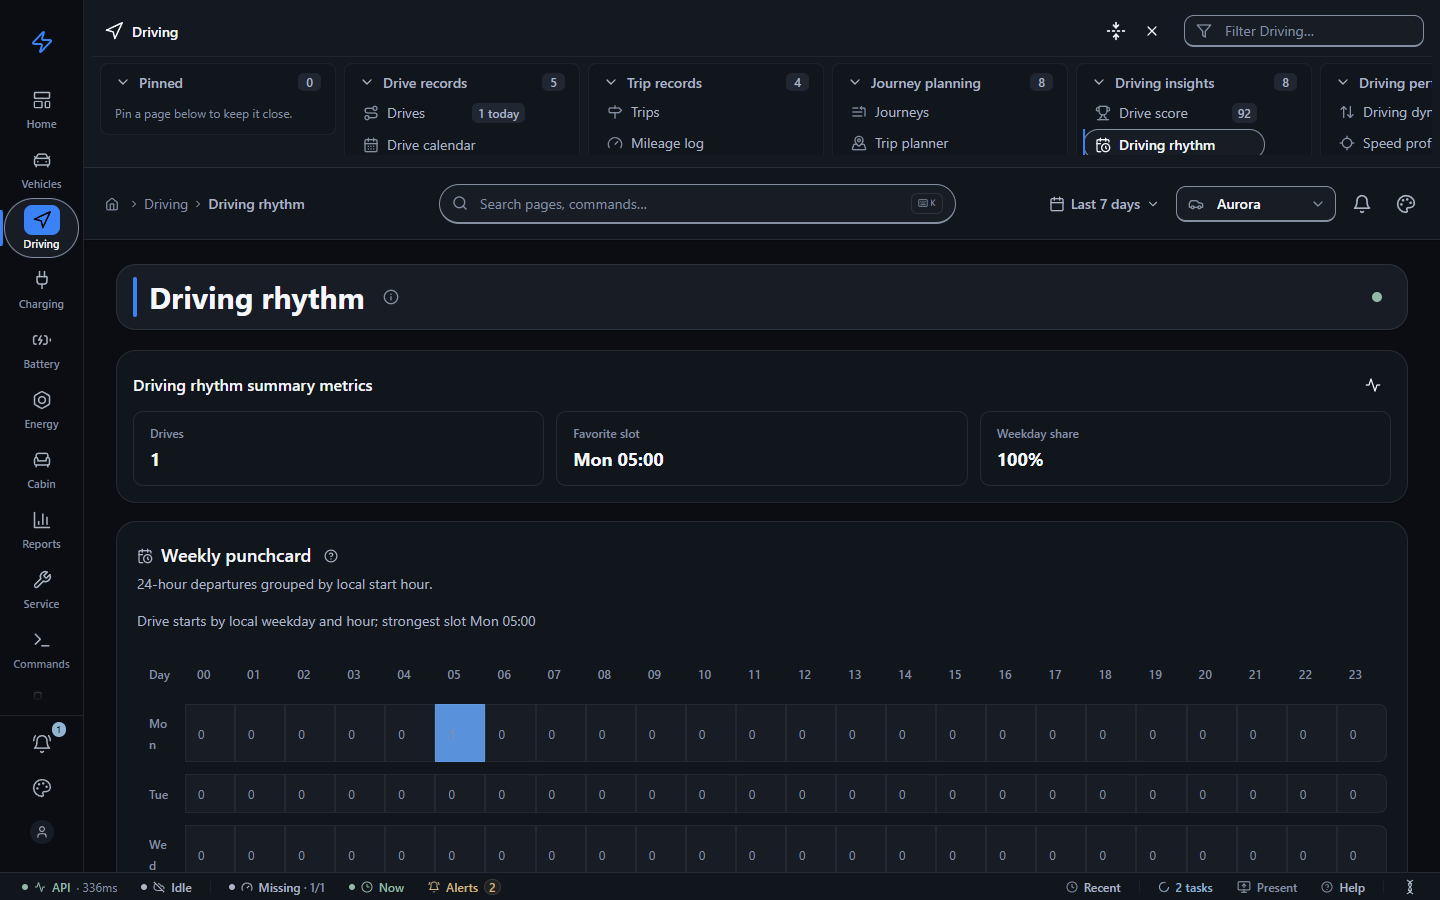 Driving
Filter Driving...
Pinned 0
Pin a page below to keep it close.
Drive records 5
Drives 1 today
Drive calendar
Trip records 4
Trips
Mileage log
Journey planning 8
Journeys
Trip planner
Driving insights 8
Drive score 92
Driving rhythm
Driving per
Driving dyr
Speed prof
Home
Vehicles
Driving
Charging
Battery
Energy
Cabin
Reports
Service
Commands
1
Driving > Driving rhythm
Search pages, commands...
K
Last 7 days
Aurora
Driving rhythm
Driving rhythm summary metrics
Drives
1
Favorite slot
Mon 05:00
Weekday share
100%
Weekly punchcard
24-hour departures grouped by local start hour.
Drive starts by local weekday and hour; strongest slot Mon 05:00
Day 00 01 02 03 04 05 06 07 08 09 10 11 12 13 14 15 16 17 18 19 20 21 22 23
Mo
n
0 0 0 0 0 1 0 0 0 0 0 0 0 0 0 0 0 0 0 0 0 0 0 0
Tue 0 0 0 0 0 0 0 0 0 0 0 0 0 0 0 0 0 0 0 0 0 0 0 0
We
d
0 0 0 0 0 0 0 0 0 0 0 0 0 0 0 0 0 0 0 0 0 0 0 0
API · 336ms
Idle
Missing · 1/1
Now
Alerts 2
Recent
2 tasks
Present
Help